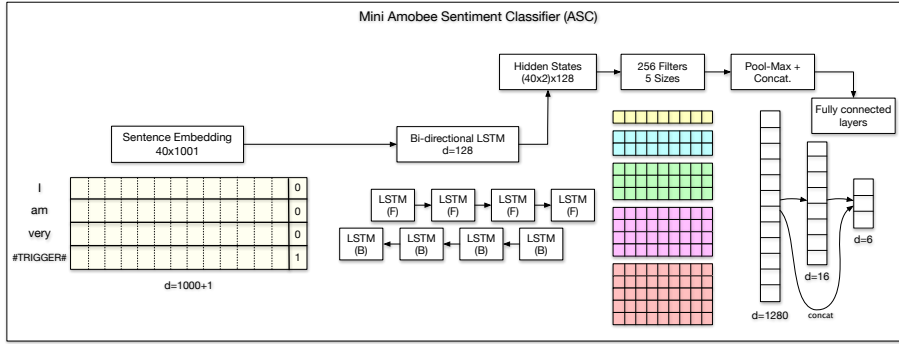 Mini Amobee Sentiment Classifier (ASC)
Hidden States
(40x2)x128
256 Filters
5 Sizes
Pool-Max +
Concat.
Fully connected
layers
Sentence Embedding
40x1001
Bi-directional LSTM
d=128
I
0
am
0
very
0
#TRIGGER#
1
d=1000+1
LSTM
(F)
LSTM
(F)
LSTM
(F)
LSTM
(F)
LSTM
(B)
LSTM
(B)
LSTM
(B)
LSTM
(B)
d=6
d=16
d=1280
concat